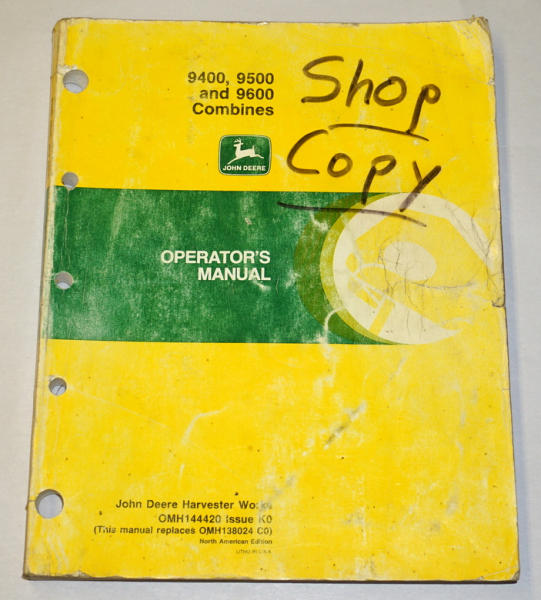 9400, 9500
and 9600
Combines
Shop
Copy
JOHN DEERE
OPERATOR'S
MANUAL
John Deere Harvester Works
OMH144420 Issue K0
(This manual replaces OMH138024 C0)
North American Edition